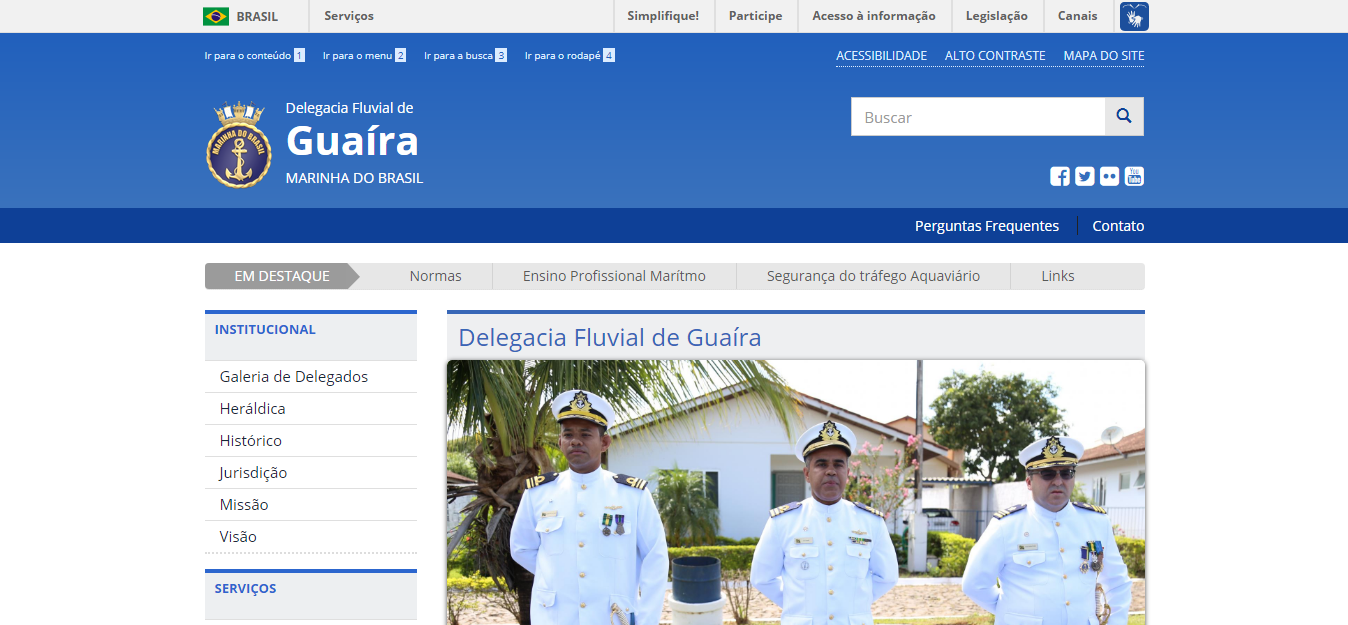 BRASIL
Serviços
Simplifique!
Participe
Acesso à informação
Legislação
Canais
Ir para o conteúdo 1
Ir para o menu 2
Ir para a busca 3
Ir para o rodapé 4
ACESSIBILIDADE
ALTO CONTRASTE
MAPA DO SITE
MARINHA DO BRASIL
Delegacia Fluvial de
Guaíra
MARINHA DO BRASIL
Buscar
You
Tube
Perguntas Frequentes
Contato
EM DESTAQUE
Normas
Ensino Profissional Marítmo
Segurança do tráfego Aquaviário
Links
INSTITUCIONAL
Galeria de Delegados
Heráldica
Histórico
Jurisdição
Missão
Visão
SERVIÇOS
Delegacia Fluvial de Guaíra